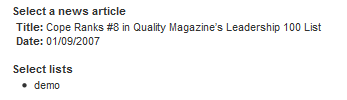 Select a news article
Title: Cope Ranks #8 in Quality Magazine's Leadership 100 List
Date: 01/09/2007
Select lists
• demo